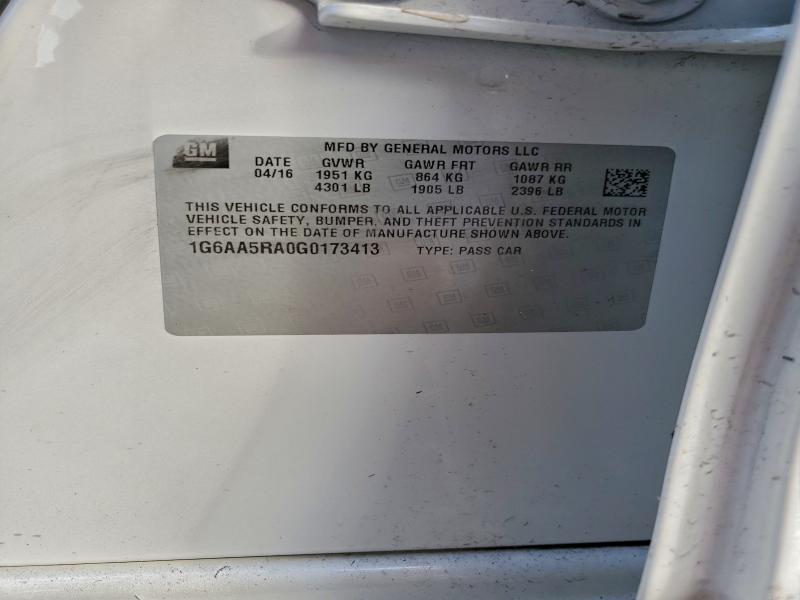 GM
MFD BY GENERAL MOTORS LLC
DATE GVWR GAWR FRT GAWR RR
04/16 1951 KG 864 KG 1087 KG
4301 LB 1905 LB 2396 LB
THIS VEHICLE CONFORMS TO ALL APPLICABLE U.S. FEDERAL MOTOR
VEHICLE SAFETY, BUMPER, AND THEFT PREVENTION STANDARDS IN
EFFECT ON THE DATE OF MANUFACTURE SHOWN ABOVE.
1G6AA5RA0G0173413 TYPE: PASS CAR